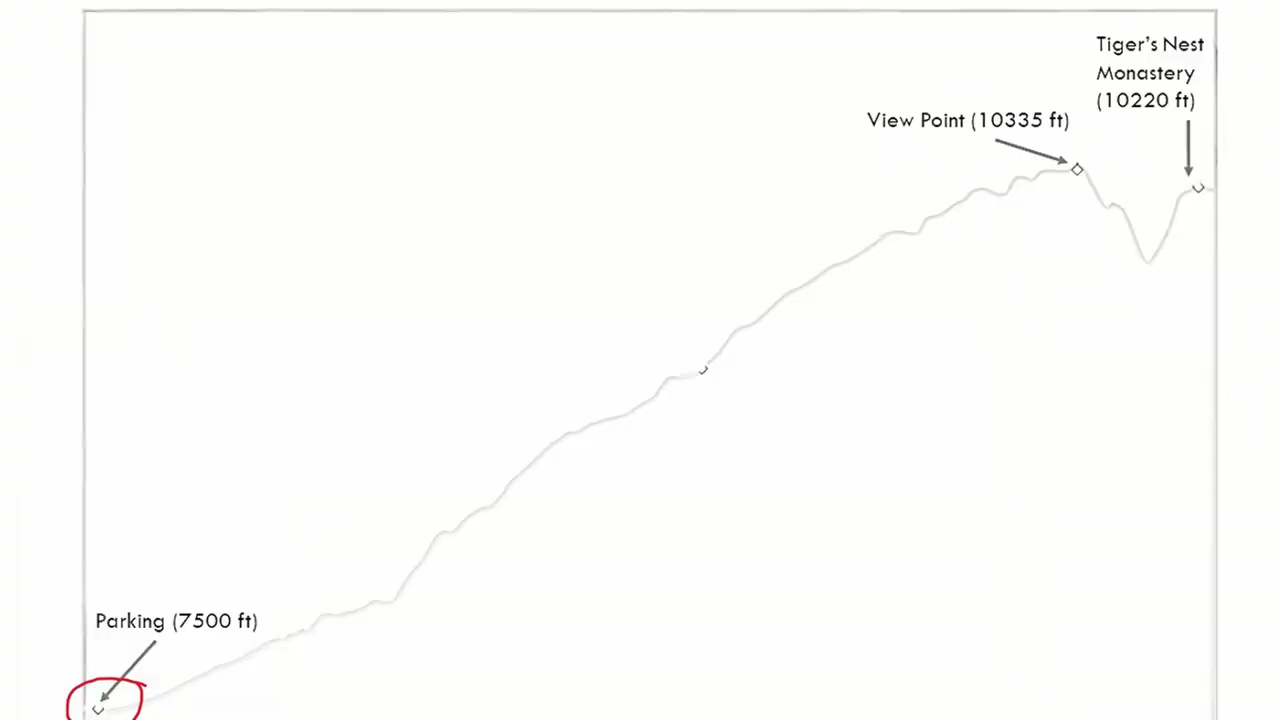 Tiger's Nest
Monastery
(10220 ft)
View Point (10335 ft)
Parking (7500 ft)